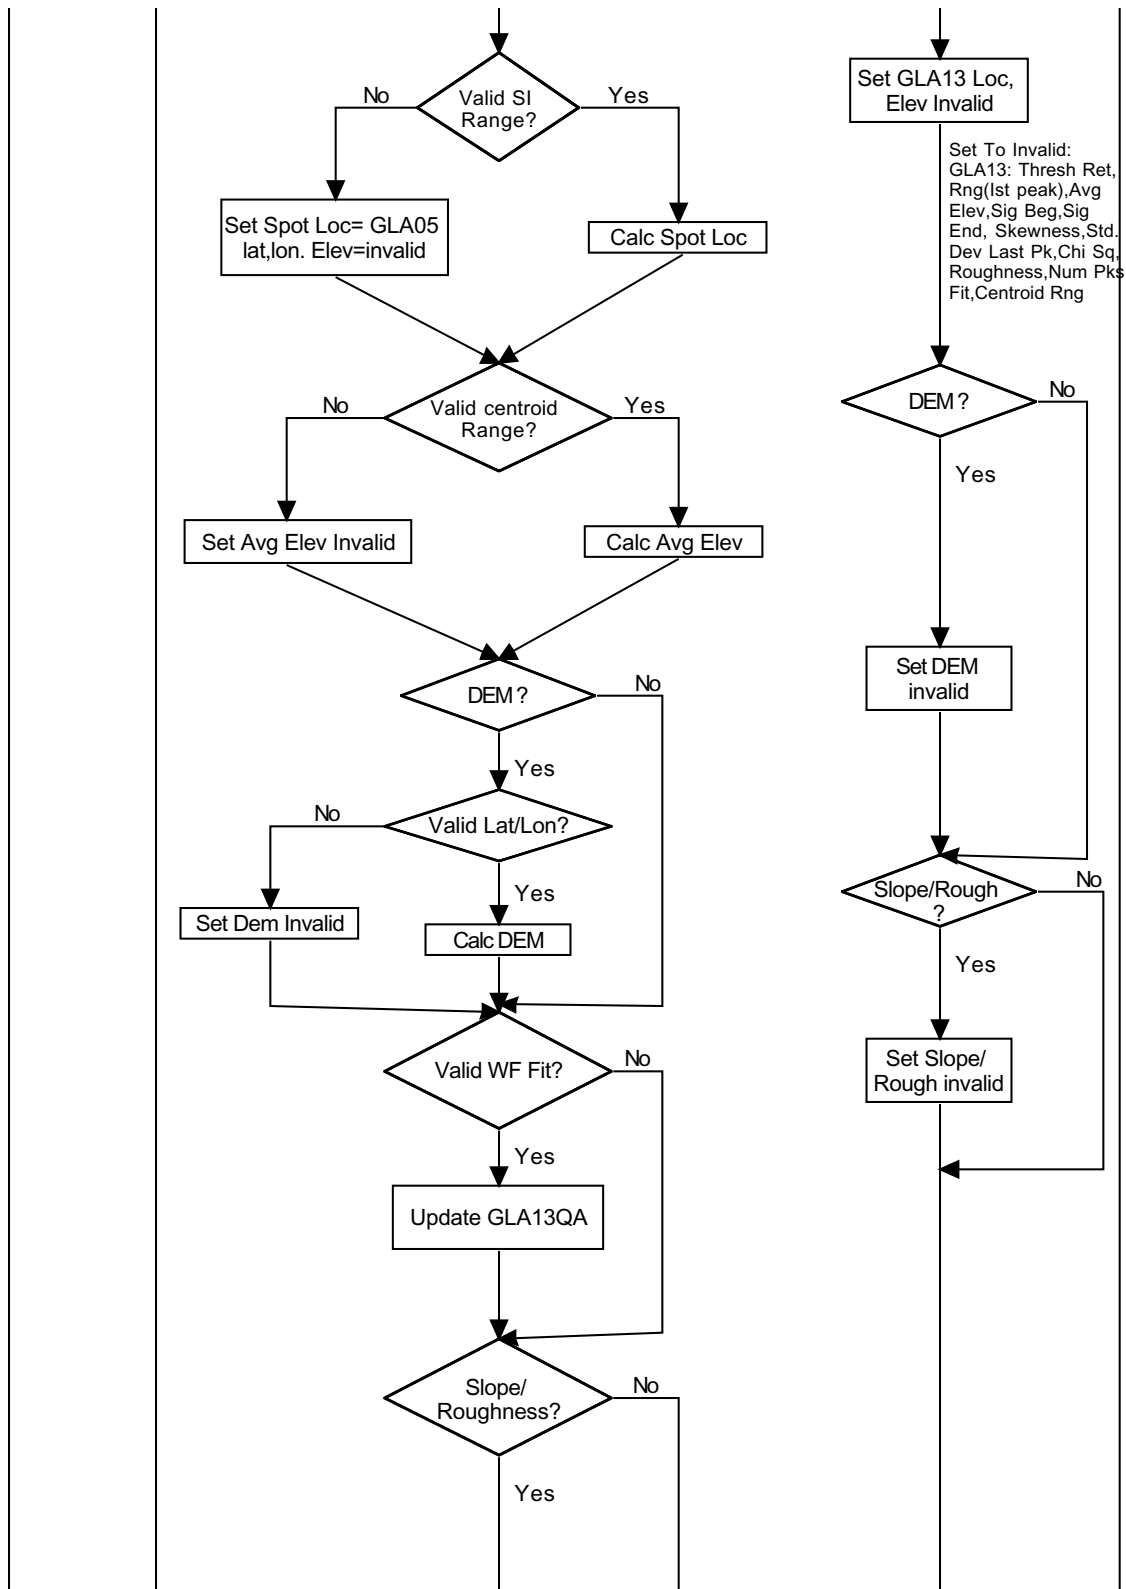 No
Valid SI
Range?
Yes
Set Spot Loc= GLA05
lat,lon. Elev=invalid
Calc Spot Loc
No
Valid centroid
Range?
Yes
Set Avg Elev Invalid
Calc Avg Elev
DEM?
No
Yes
No
Valid Lat/Lon?
Yes
Set Dem Invalid
Calc DEM
Valid WF Fit?
No
Yes
Update GLA13QA
Slope/
Roughness?
No
Yes
Set GLA13 Loc,
Elev Invalid
Set To Invalid:
GLA13: Thresh Ret,
Rng(lst peak),Avg
Elev,Sig Beg,Sig
End, Skewness,Std.
Dev Last Pk,Chi Sq,
Roughness,Num Pks
Fit,Centroid Rng
DEM?
No
Yes
Set DEM
invalid
Slope/Rough
?
No
Yes
Set Slope/
Rough invalid